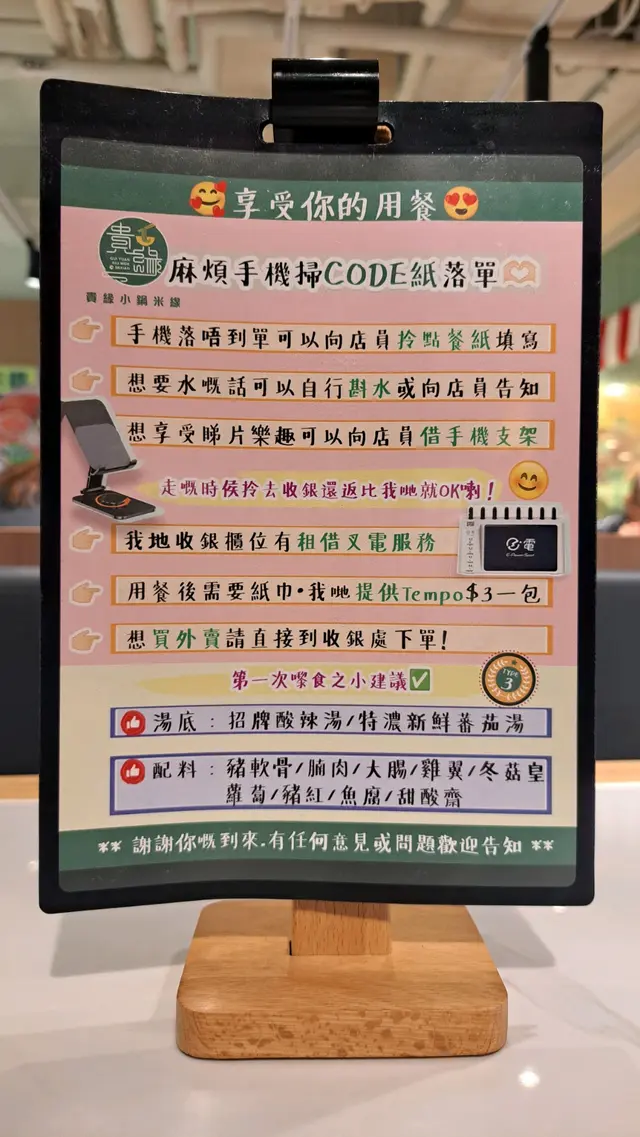 享受你的用餐
貴緣
貴緣小鍋米線
麻煩手機掃CODE紙落單
手機落唔到單可以向店員拎點餐紙填寫
想要水嘅話可以自行斟水或向店員告知
想享受睇片樂趣可以向店員借手機支架
走嘅時侯拎去收銀還返比我哋就OK喇!
我地收銀櫃位有租借叉電服務
電
用餐後需要紙巾·我哋提供Tempo$3一包
想買外賣請直接到收銀處下單!
第一次嚟食之小建議
TYPE 3
湯底:招牌酸辣湯/特濃新鮮蕃茄湯
配料:豬軟骨/腩肉/大腸/雞翼/冬菇皇
蘿蔔/豬紅/魚腐/甜酸齋
** 謝謝你嘅到來.有任何意見或問題歡迎告知 **